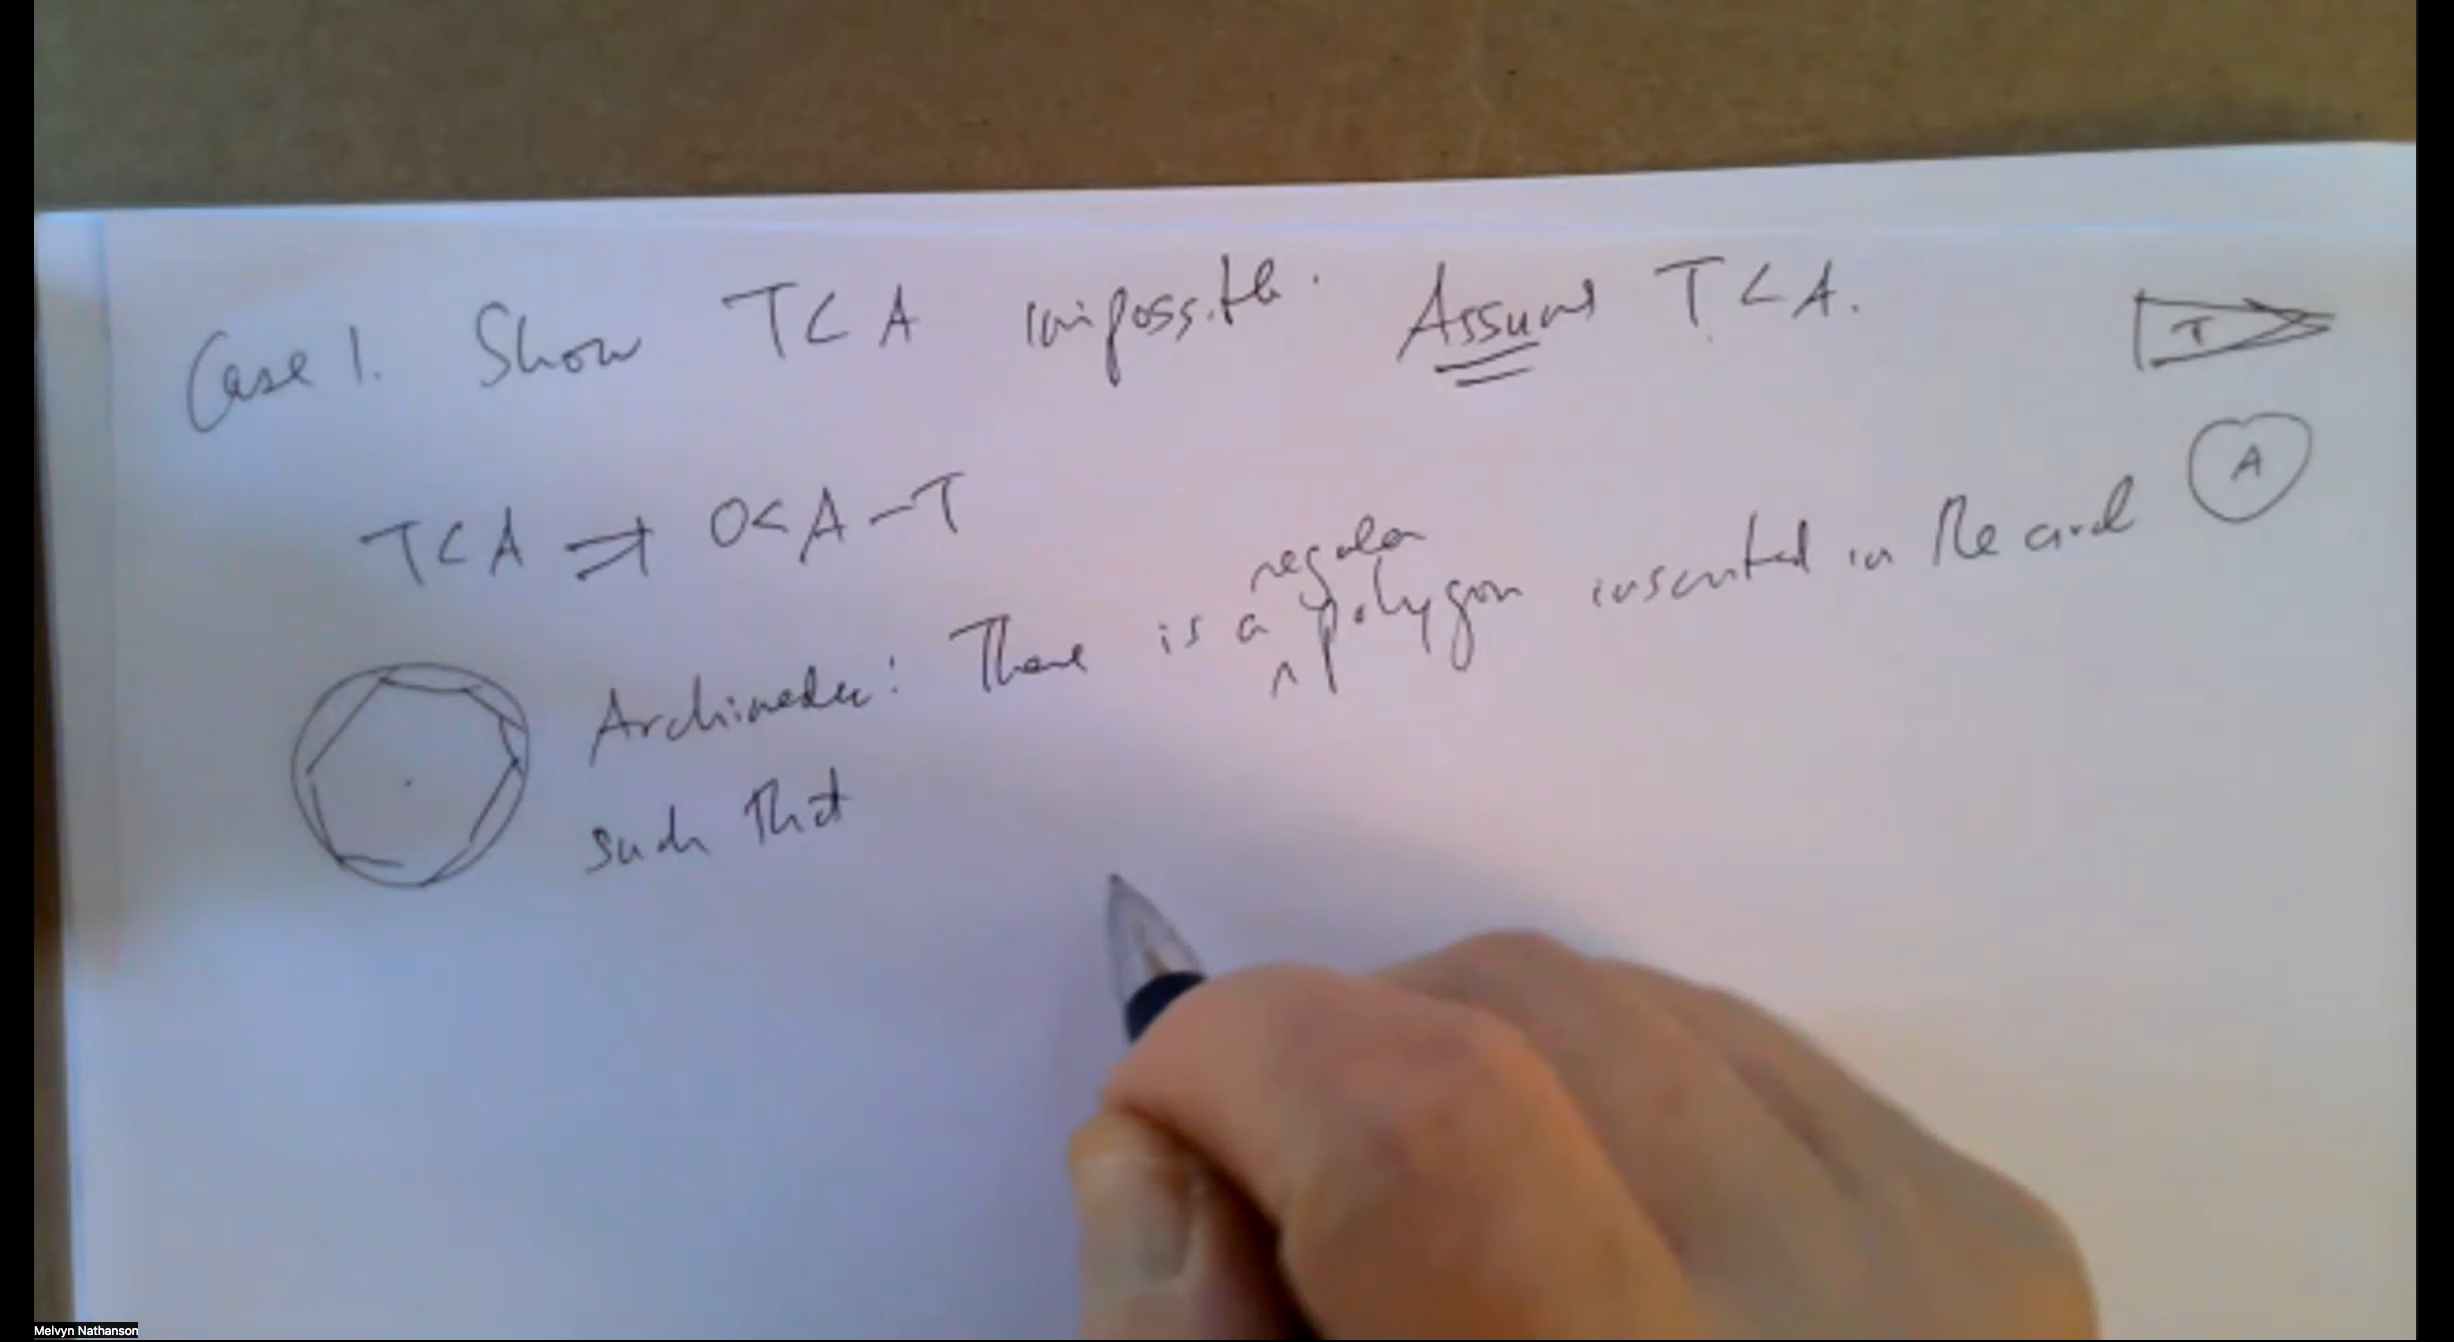 Case 1. Show T < A impossible. Assume T < A.
T
A
T < A ⇒ 0 < A - T
regular
Archimedes: There is a ^ polygon inscribed in the circle
such that
Melvyn Nathanson